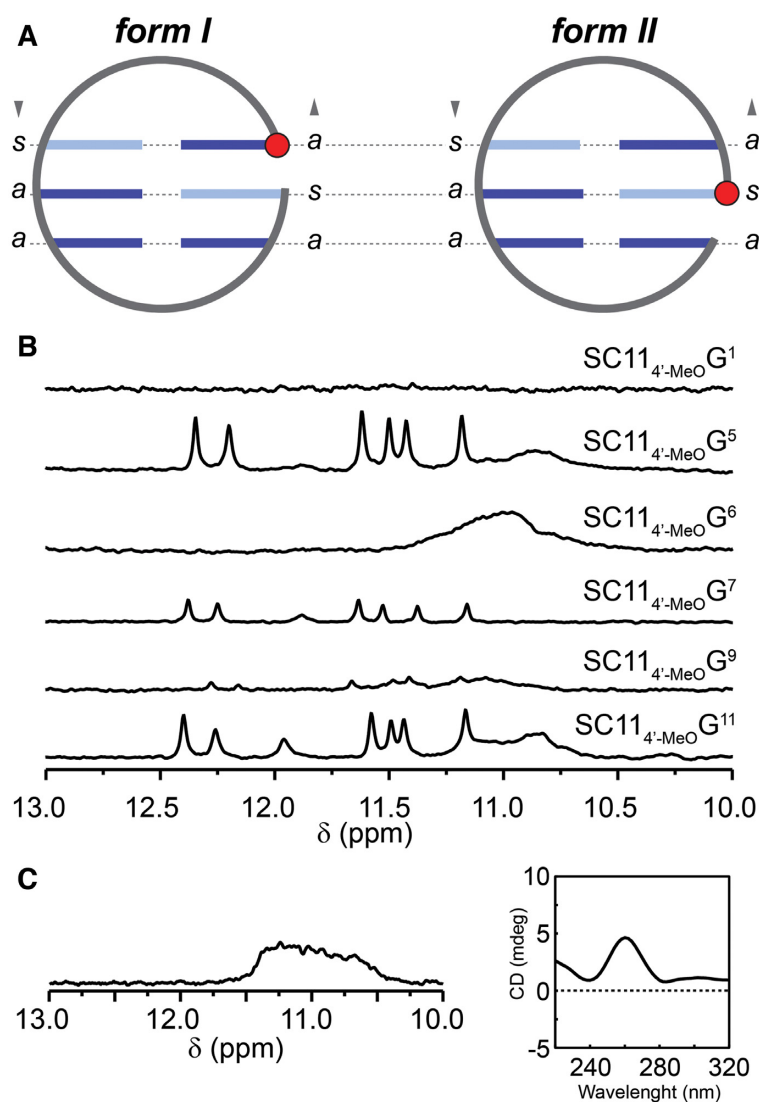 A
form I
form II
s a s a
a s a s
a a a a
B
SC11 4'-MeO G1
SC11 4'-MeO G5
SC11 4'-MeO G6
SC11 4'-MeO G7
SC11 4'-MeO G9
SC11 4'-MeO G11
13.0 12.5 12.0 11.5 11.0 10.5 10.0
δ (ppm)
C
13.0 12.0 11.0 10.0
δ (ppm)
10
5
0
-5
CD (mdeg)
240 280 320
Wavelenght (nm)